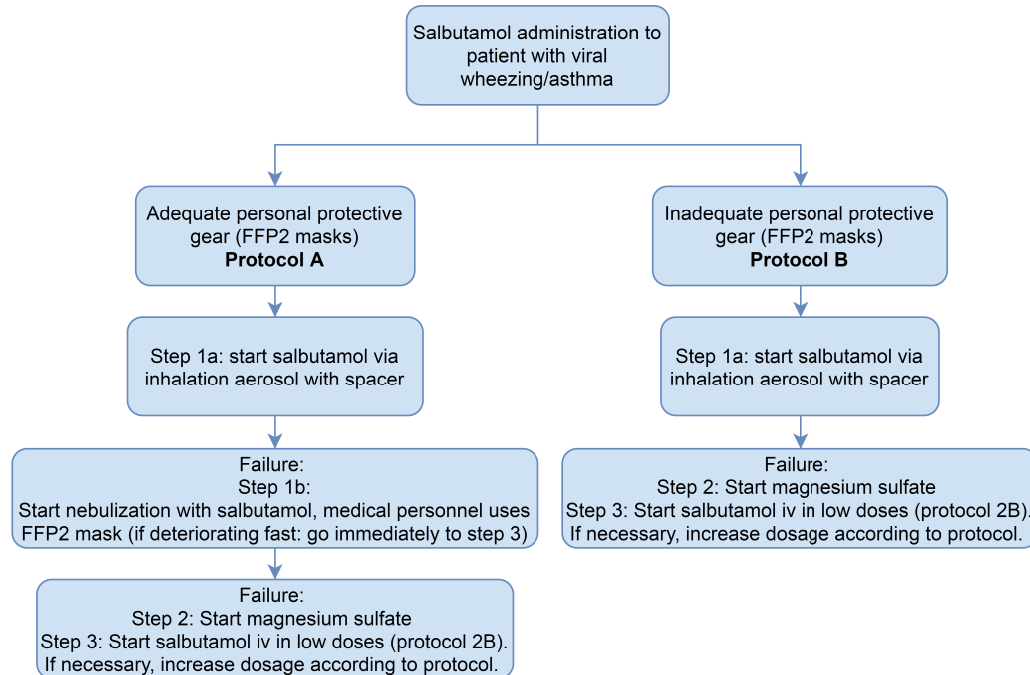 Salbutamol administration to
patient with viral
wheezing/asthma
Adequate personal protective
gear (FFP2 masks)
Protocol A
Inadequate personal protective
gear (FFP2 masks)
Protocol B
Step 1a: start salbutamol via
inhalation aerosol with spacer
Step 1a: start salbutamol via
inhalation aerosol with spacer
Failure:
Step 1b:
Start nebulization with salbutamol, medical personnel uses
FFP2 mask (if deteriorating fast: go immediately to step 3)
Failure:
Step 2: Start magnesium sulfate
Step 3: Start salbutamol iv in low doses (protocol 2B).
If necessary, increase dosage according to protocol.
Failure:
Step 2: Start magnesium sulfate
Step 3: Start salbutamol iv in low doses (protocol 2B).
If necessary, increase dosage according to protocol.